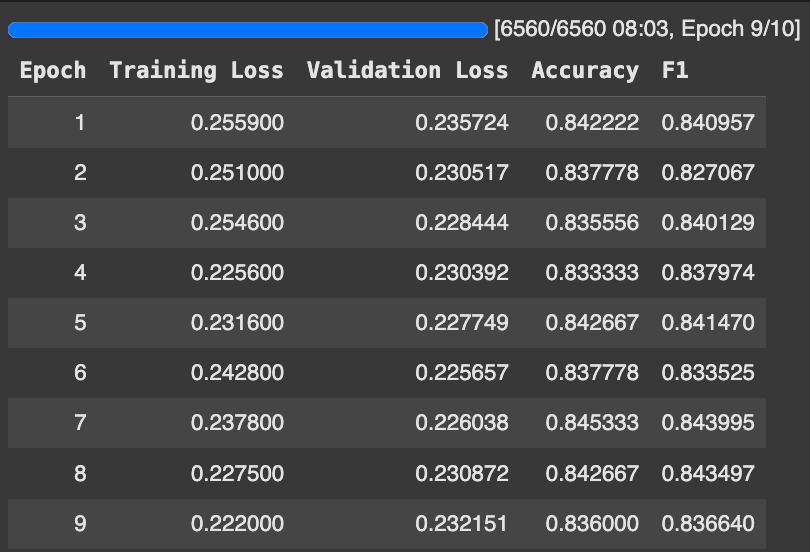 [6560/6560 08:03, Epoch 9/10]
Epoch Training Loss Validation Loss Accuracy F1
1 0.255900 0.235724 0.842222 0.840957
2 0.251000 0.230517 0.837778 0.827067
3 0.254600 0.228444 0.835556 0.840129
4 0.225600 0.230392 0.833333 0.837974
5 0.231600 0.227749 0.842667 0.841470
6 0.242800 0.225657 0.837778 0.833525
7 0.237800 0.226038 0.845333 0.843995
8 0.227500 0.230872 0.842667 0.843497
9 0.222000 0.232151 0.836000 0.836640